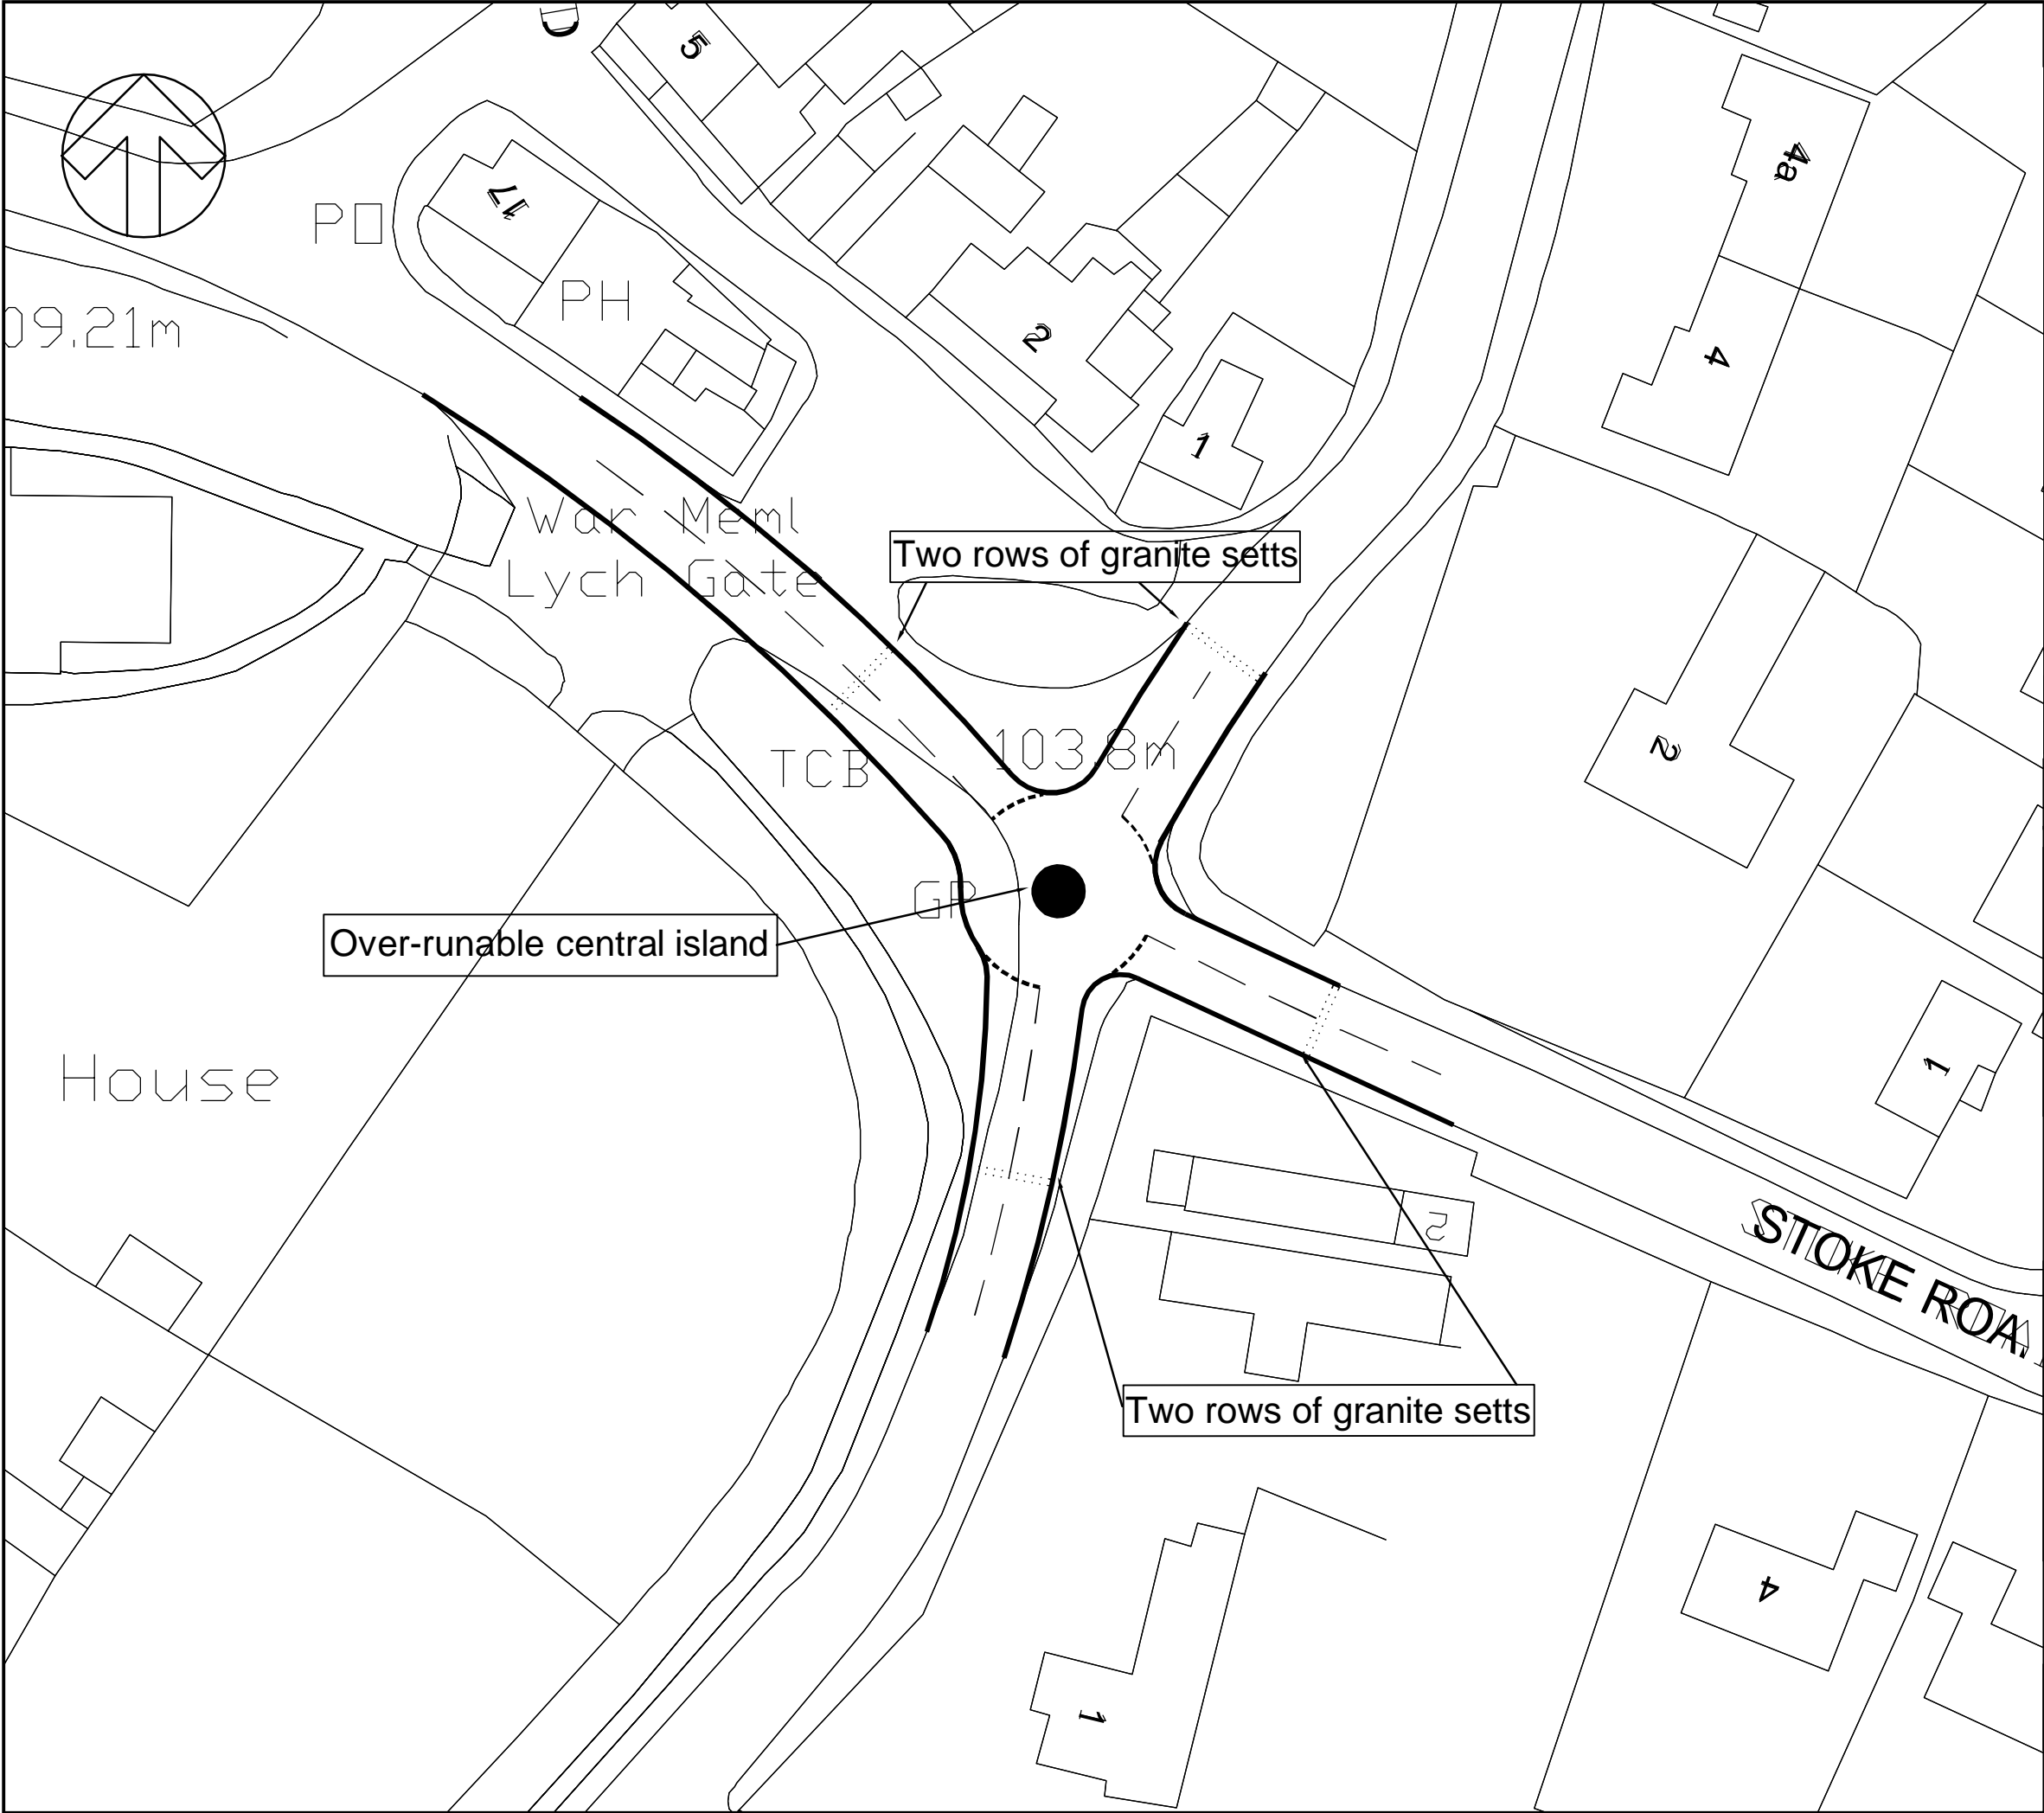 5
4a
17
PO
PH
09.21m
2
4
1
War Meml
Lych Gate
Two rows of granite setts
103.8m
2
TCB
GP
Over-runable central island
House
1
2
STOKE ROA
Two rows of granite setts
4
1